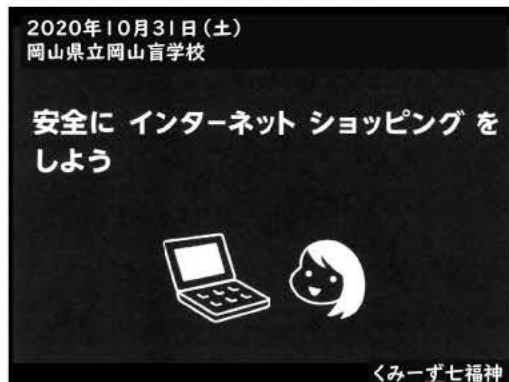 2020年10月31日(土)
岡山県立岡山盲学校
安全に インターネット ショッピング を
しよう
くみーず七福神